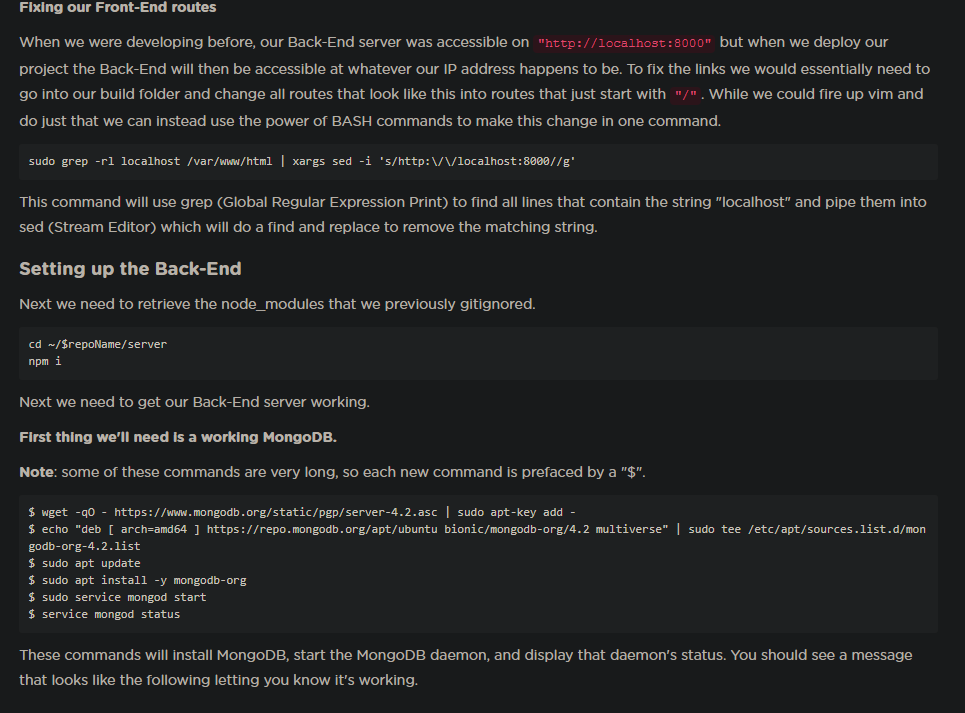 Fixing our Front-End routes
When we were developing before, our Back-End server was accessible on "http://localhost:8000" but when we deploy our
project the Back-End will then be accessible at whatever our IP address happens to be. To fix the links we would essentially need to
go into our build folder and change all routes that look like this into routes that just start with "/". While we could fire up vim and
do just that we can instead use the power of BASH commands to make this change in one command.
sudo grep -rl localhost /var/www/html | xargs sed -i 's/http:\/\/localhost:8000//g'
This command will use grep (Global Regular Expression Print) to find all lines that contain the string "localhost" and pipe them into
sed (Stream Editor) which will do a find and replace to remove the matching string.
Setting up the Back-End
Next we need to retrieve the node_modules that we previously gitignored.
cd ~/$repoName/server
npm i
Next we need to get our Back-End server working.
First thing we'll need is a working MongoDB.
Note: some of these commands are very long, so each new command is prefaced by a "$".
$ wget -qO - https://www.mongodb.org/static/pgp/server-4.2.asc | sudo apt-key add -
$ echo "deb [ arch=amd64 ] https://repo.mongodb.org/apt/ubuntu bionic/mongodb-org/4.2 multiverse" | sudo tee /etc/apt/sources.list.d/mon
godb-org-4.2.list
$ sudo apt update
$ sudo apt install -y mongodb-org
$ sudo service mongod start
$ service mongod status
These commands will install MongoDB, start the MongoDB daemon, and display that daemon's status. You should see a message
that looks like the following letting you know it's working.